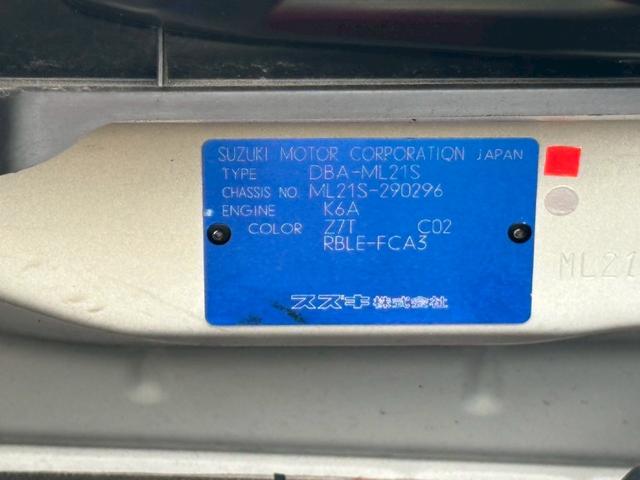 SUZUKI MOTOR CORPORATION JAPAN
TYPE DBA-ML21S
CHASSIS NO. ML21S-290296
ENGINE K6A
COLOR Z7T C02
RBLE-FCA3
スズキ株式会社
ML21